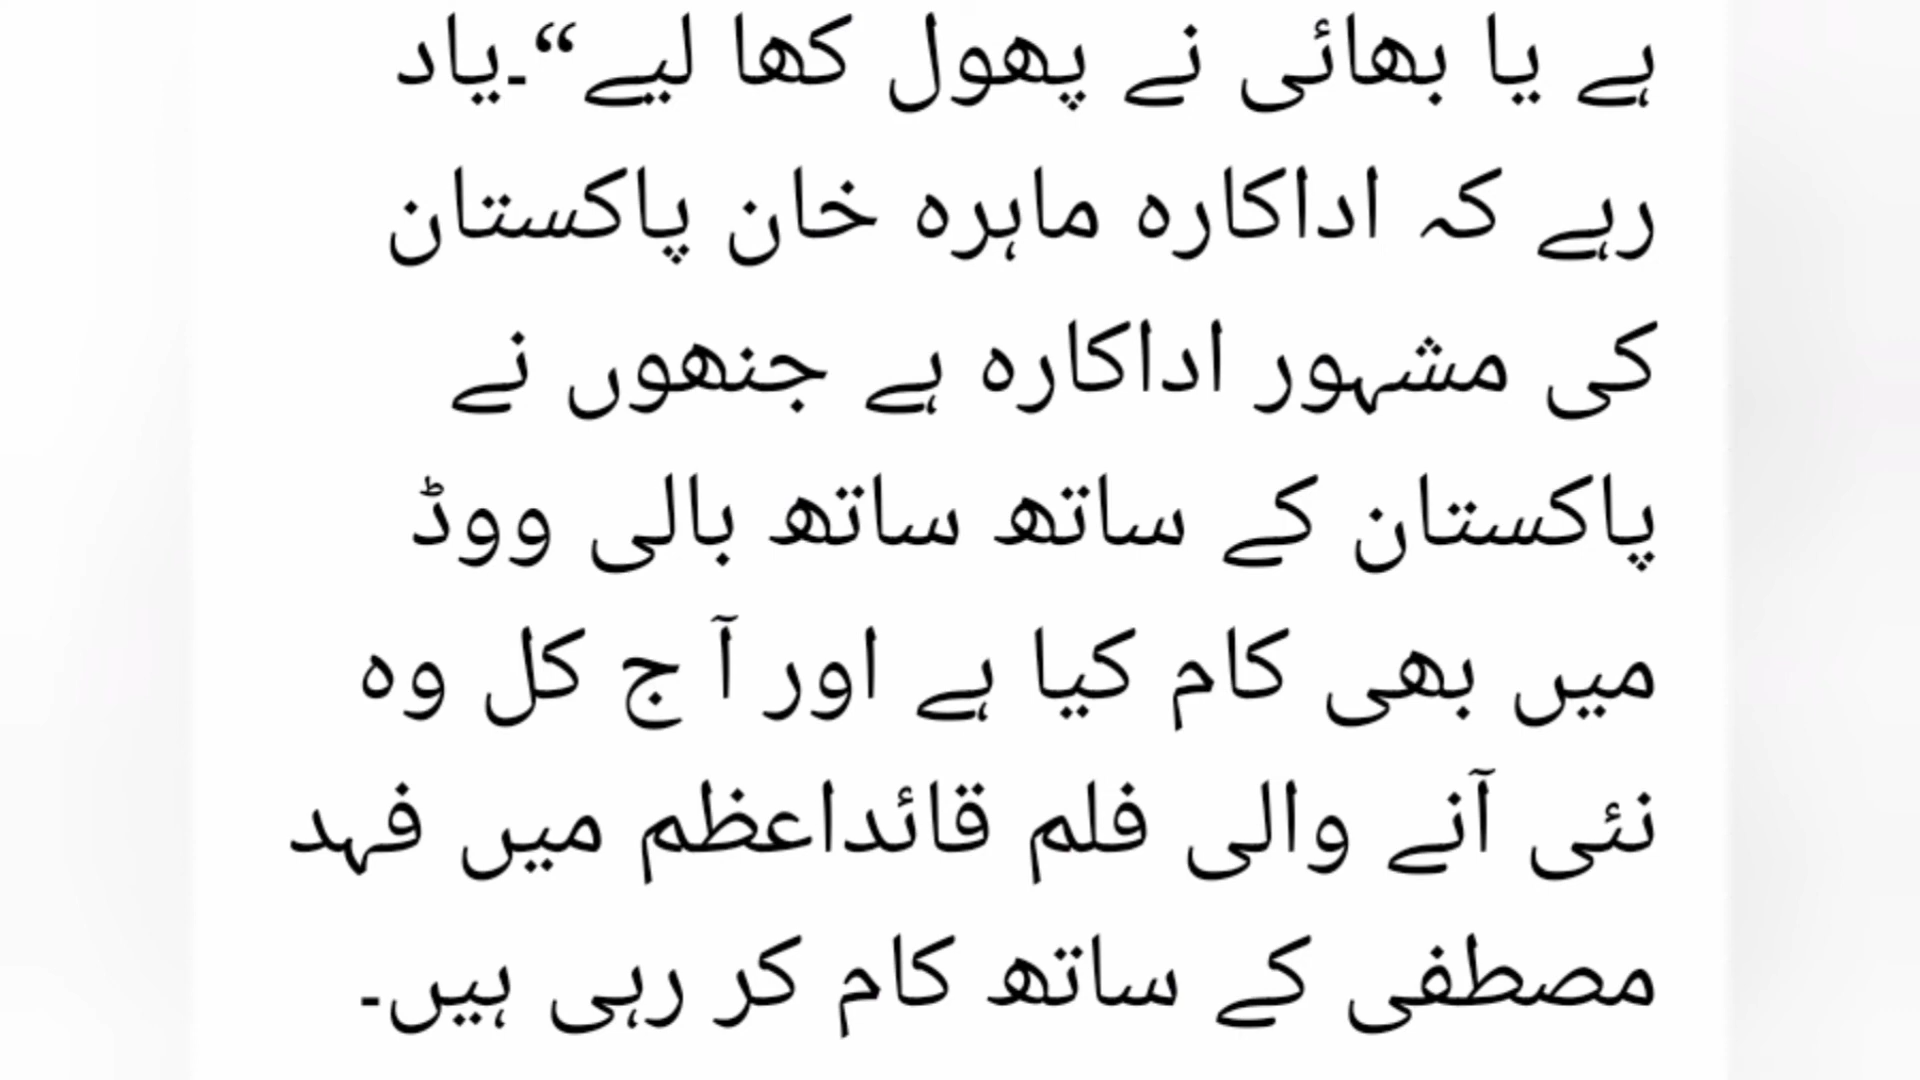 ہے یا بھائی نے پھول کھا لیے“۔یاد
رہے کہ اداکارہ ماہرہ خان پاکستان
کی مشہور اداکارہ ہے جنھوں نے
پاکستان کے ساتھ ساتھ بالی ووڈ
میں بھی کام کیا ہے اور آ ج کل وہ
نئی آنے والی فلم قائداعظم میں فہد
مصطفی کے ساتھ کام کر رہی ہیں۔